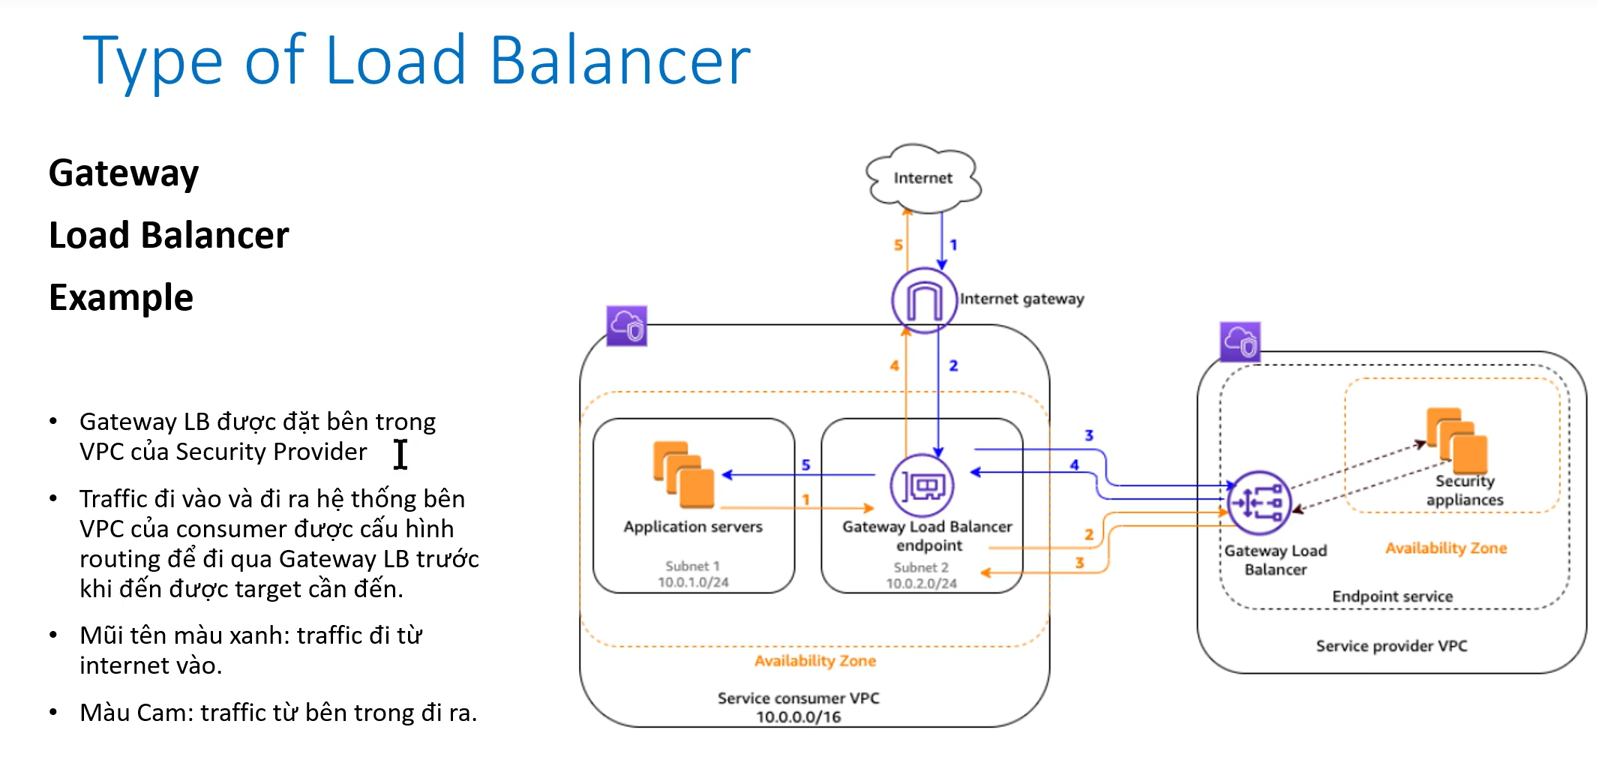 Type of Load Balancer
Gateway
Load Balancer
Example
• Gateway LB được đặt bên trong
VPC của Security Provider
• Traffic đi vào và đi ra hệ thống bên
VPC của consumer được cấu hình
routing để đi qua Gateway LB trước
khi đến được target cần đến.
• Mũi tên màu xanh: traffic đi từ
internet vào.
• Màu Cam: traffic từ bên trong đi ra.
Internet
5
1
Internet gateway
4
2
3
4
5
1
2
3
Application servers
Subnet 1
10.0.1.0/24
Gateway Load Balancer
endpoint
Subnet 2
10.0.2.0/24
Availability Zone
Service consumer VPC
10.0.0.0/16
Security
appliances
Availability Zone
Gateway Load
Balancer
Endpoint service
Service provider VPC